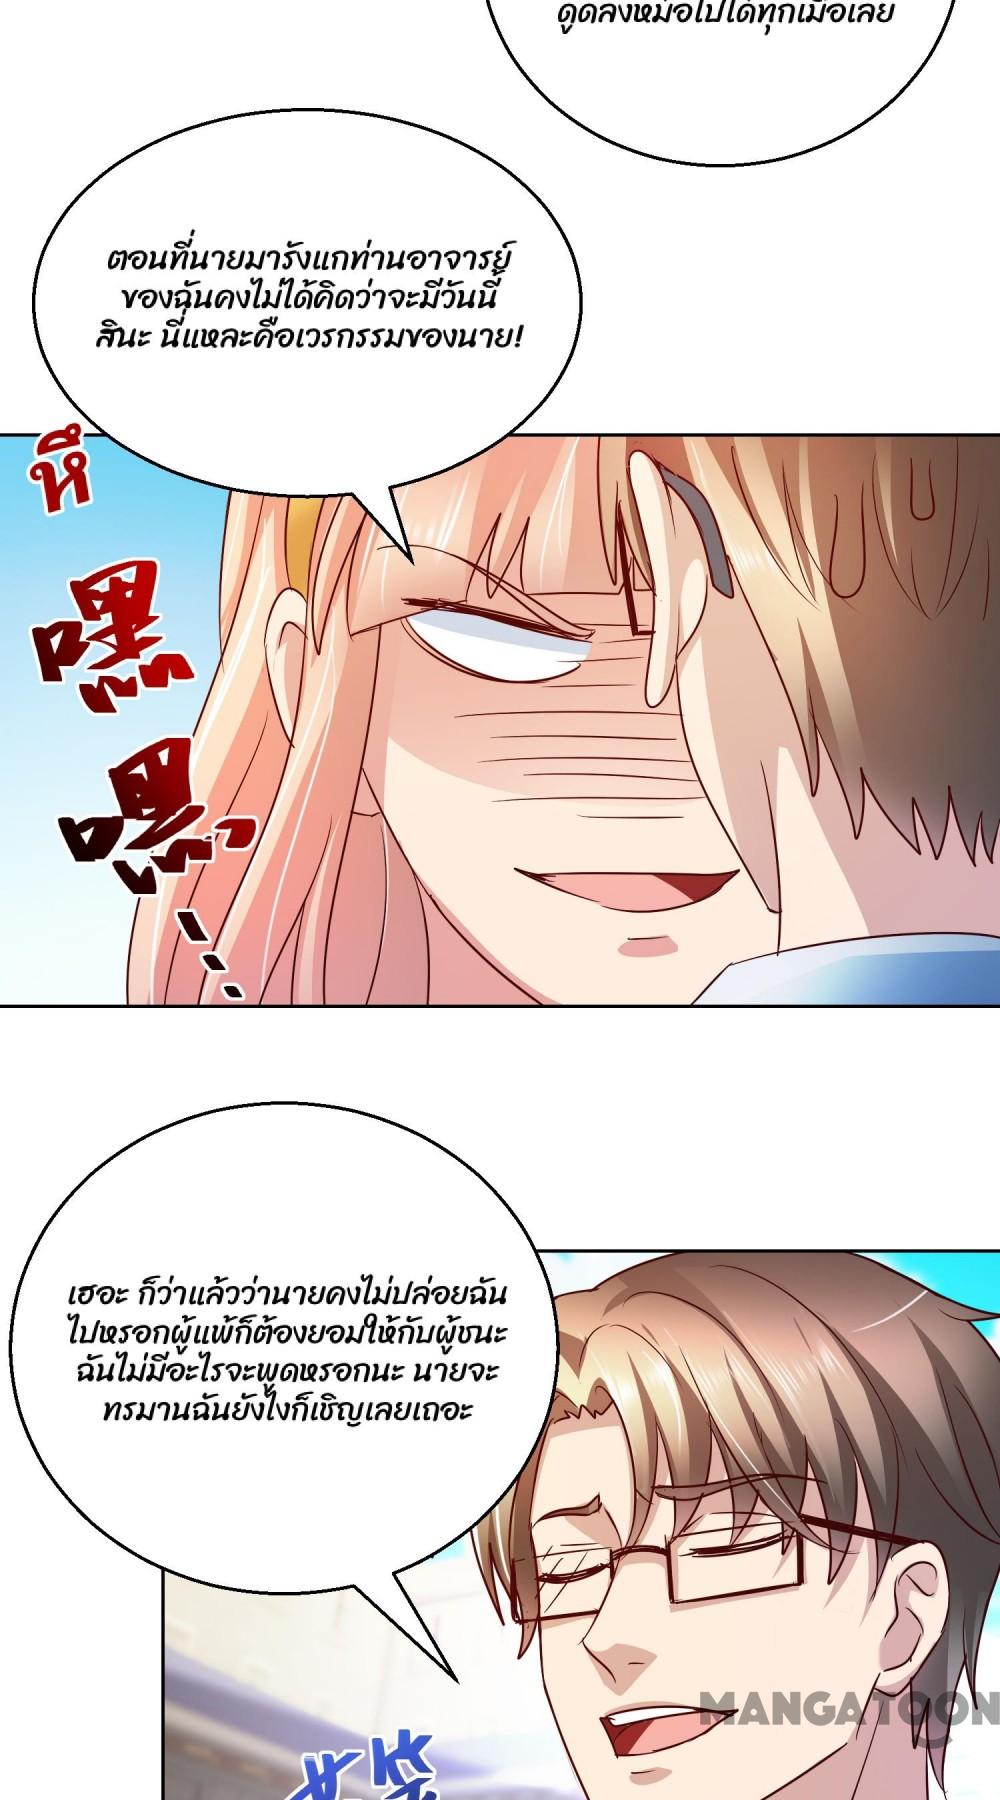 ดูดลงหม้อไปได้ทุกเมื่อเลย
ตอนที่นายมารังแกท่านอาจารย์
ของฉันคงไม่ได้คิดว่าจะมีวันนี้
สินะ นี่แหละคือเวรกรรมของนาย!
หึ
嘿
嘿
เฮอะ ก็ว่าแล้วว่านายคงไม่ปล่อยฉัน
ไปหรอกผู้แพ้ก็ต้องยอมให้กับผู้ชนะ
ฉันไม่มีอะไรจะพูดหรอกนะ นายจะ
ทรมานฉันยังไงก็เชิญเลยเถอะ
MANGATOON